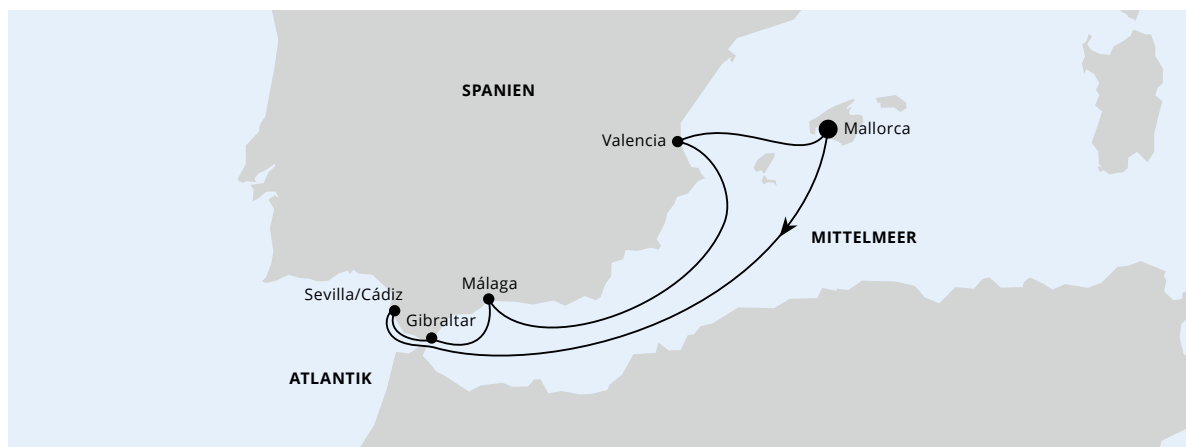 SPANIEN
Mallorca
Valencia
MITTELMEER
Málaga
Sevilla/Cádiz
Gibraltar
ATLANTIK